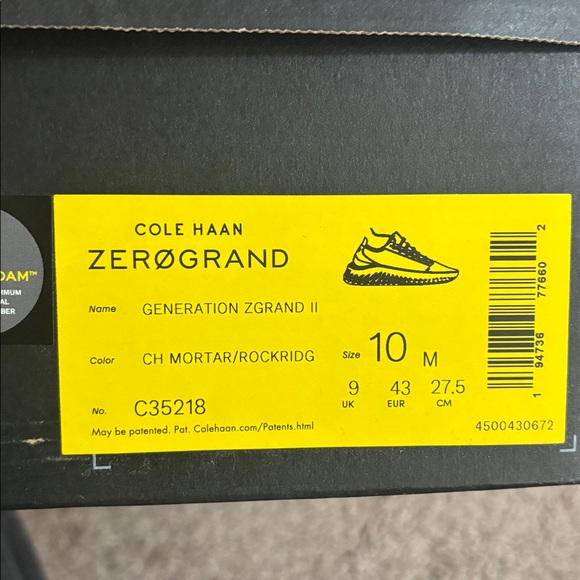 COLE HAAN
ZERØGRAND
Name GENERATION ZGRAND II
Color CH MORTAR/ROCKRIDG
Size 10 M
No. C35218
9 43 27.5
UK EUR CM
May be patented. Pat. Colehaan.com/Patents.html
4500430672
1 94736 77660 2